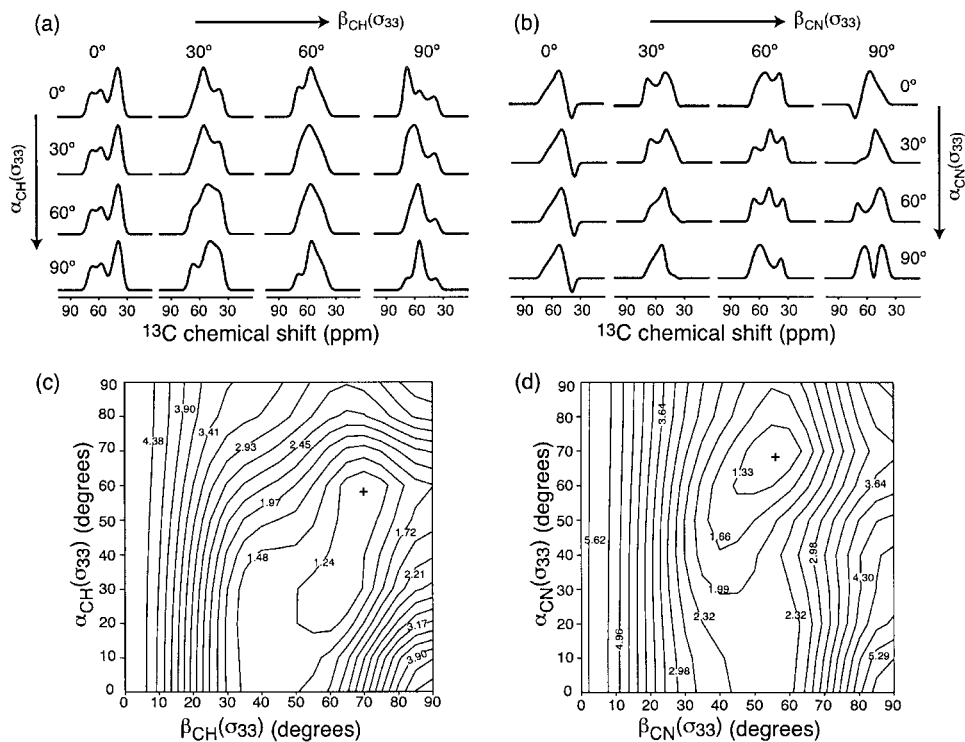 (a) βCH(σ33)
0° 30° 60° 90°
0°
30°
60°
90°
αCH(σ33)
90 60 30 90 60 30 90 60 30 90 60 30
13C chemical shift (ppm)
(b) βCN(σ33)
0° 30° 60° 90°
0°
30°
60°
90°
αCN(σ33)
90 60 30 90 60 30 90 60 30 90 60 30
13C chemical shift (ppm)
(c)
αCH(σ33) (degrees)
90
80
70
60
50
40
30
20
10
0
4.38
3.90
3.41
2.93
2.45
1.97
1.48
1.24
1.72
2.21
3.17
3.90
0 10 20 30 40 50 60 70 80 90
βCH(σ33) (degrees)
(d)
αCN(σ33) (degrees)
90
80
70
60
50
40
30
20
10
0
3.64
1.33
3.64
5.62
1.66
2.98
1.99
4.30
4.96
2.32
2.32
2.98
5.29
0 10 20 30 40 50 60 70 80 90
βCN(σ33) (degrees)